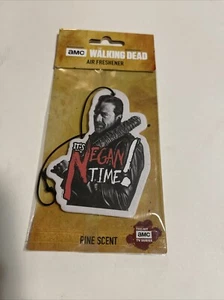 amc
THE
WALKING DEAD
AIR FRESHENER
IT'S
NEGAN
TIME!
PINE SCENT
amc